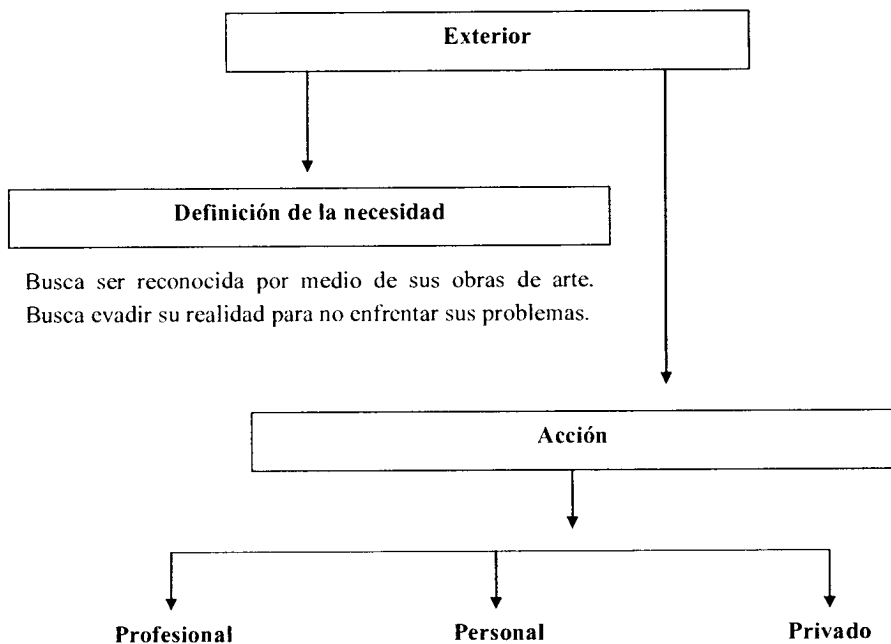 Exterior
Definición de la necesidad
Busca ser reconocida por medio de sus obras de arte.
Busca evadir su realidad para no enfrentar sus problemas.
Acción
Profesional Personal Privado